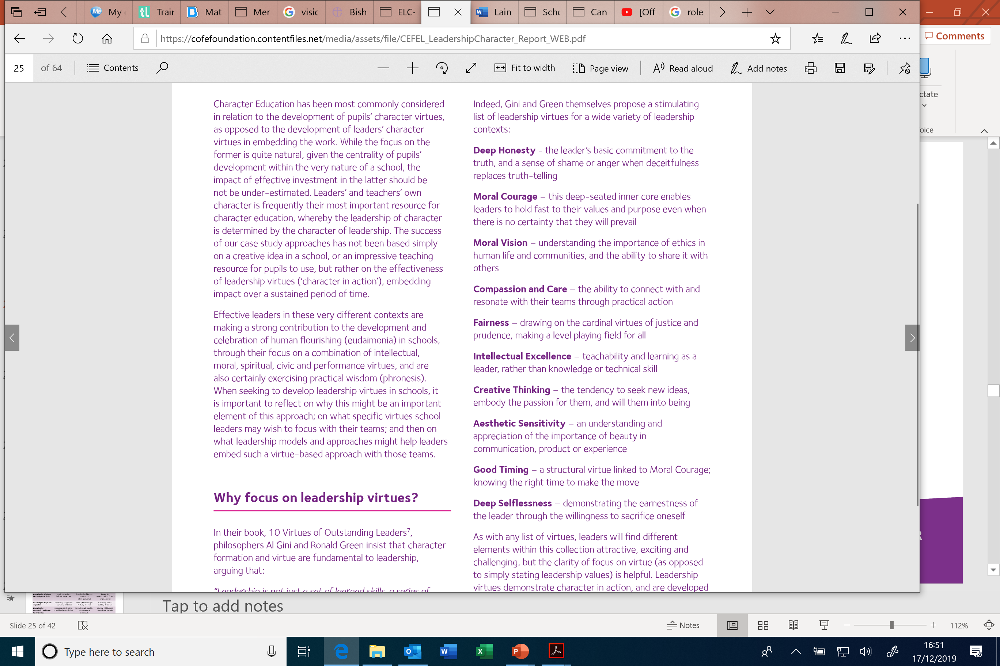 My
Trair
Mat
Mer
visic
Bish
ELC-
Lain
Scho
Can
[Offi
role
https://cofefoundation.contentfiles.net/media/assets/file/CEFEL_LeadershipCharacter_Report_WEB.pdf
Comments
25 of 64
Contents
Fit to width
Page view
Read aloud
Add notes
ctate
oice
Character Education has been most commonly considered
in relation to the development of pupils’ character virtues,
as opposed to the development of leaders’ character
virtues in embedding the work. While the focus on the
former is quite natural, given the centrality of pupils’
development within the very nature of a school, the
impact of effective investment in the latter should be
not be under-estimated. Leaders’ and teachers’ own
character is frequently their most important resource for
character education, whereby the leadership of character
is determined by the character of leadership. The success
of our case study approaches has not been based simply
on a creative idea in a school, or an impressive teaching
resource for pupils to use, but rather on the effectiveness
of leadership virtues (‘character in action’), embedding
impact over a sustained period of time.
Effective leaders in these very different contexts are
making a strong contribution to the development and
celebration of human flourishing (eudaimonia) in schools,
through their focus on a combination of intellectual,
moral, spiritual, civic and performance virtues, and are
also certainly exercising practical wisdom (phronesis).
When seeking to develop leadership virtues in schools, it
is important to reflect on why this might be an important
element of this approach; on what specific virtues school
leaders may wish to focus with their teams; and then on
what leadership models and approaches might help leaders
embed such a virtue-based approach with those teams.
Why focus on leadership virtues?
In their book, 10 Virtues of Outstanding Leaders⁷,
philosophers Al Gini and Ronald Green insist that character
formation and virtue are fundamental to leadership,
arguing that:
“Leadership is not just a set of learned skills, a series of
Indeed, Gini and Green themselves propose a stimulating
list of leadership virtues for a wide variety of leadership
contexts:
Deep Honesty - the leader’s basic commitment to the
truth, and a sense of shame or anger when deceitfulness
replaces truth-telling
Moral Courage – this deep-seated inner core enables
leaders to hold fast to their values and purpose even when
there is no certainty that they will prevail
Moral Vision – understanding the importance of ethics in
human life and communities, and the ability to share it with
others
Compassion and Care – the ability to connect with and
resonate with their teams through practical action
Fairness – drawing on the cardinal virtues of justice and
prudence, making a level playing field for all
Intellectual Excellence – teachability and learning as a
leader, rather than knowledge or technical skill
Creative Thinking – the tendency to seek new ideas,
embody the passion for them, and will them into being
Aesthetic Sensitivity – an understanding and
appreciation of the importance of beauty in
communication, product or experience
Good Timing – a structural virtue linked to Moral Courage;
knowing the right time to make the move
Deep Selflessness – demonstrating the earnestness of
the leader through the willingness to sacrifice oneself
As with any list of virtues, leaders will find different
elements within this collection attractive, exciting and
challenging, but the clarity of focus on virtue (as opposed
to simply stating leadership values) is helpful. Leadership
virtues demonstrate character in action, and are developed
Tap to add notes
Slide 25 of 42
Notes
112%
Type here to search
16:51
17/12/2019